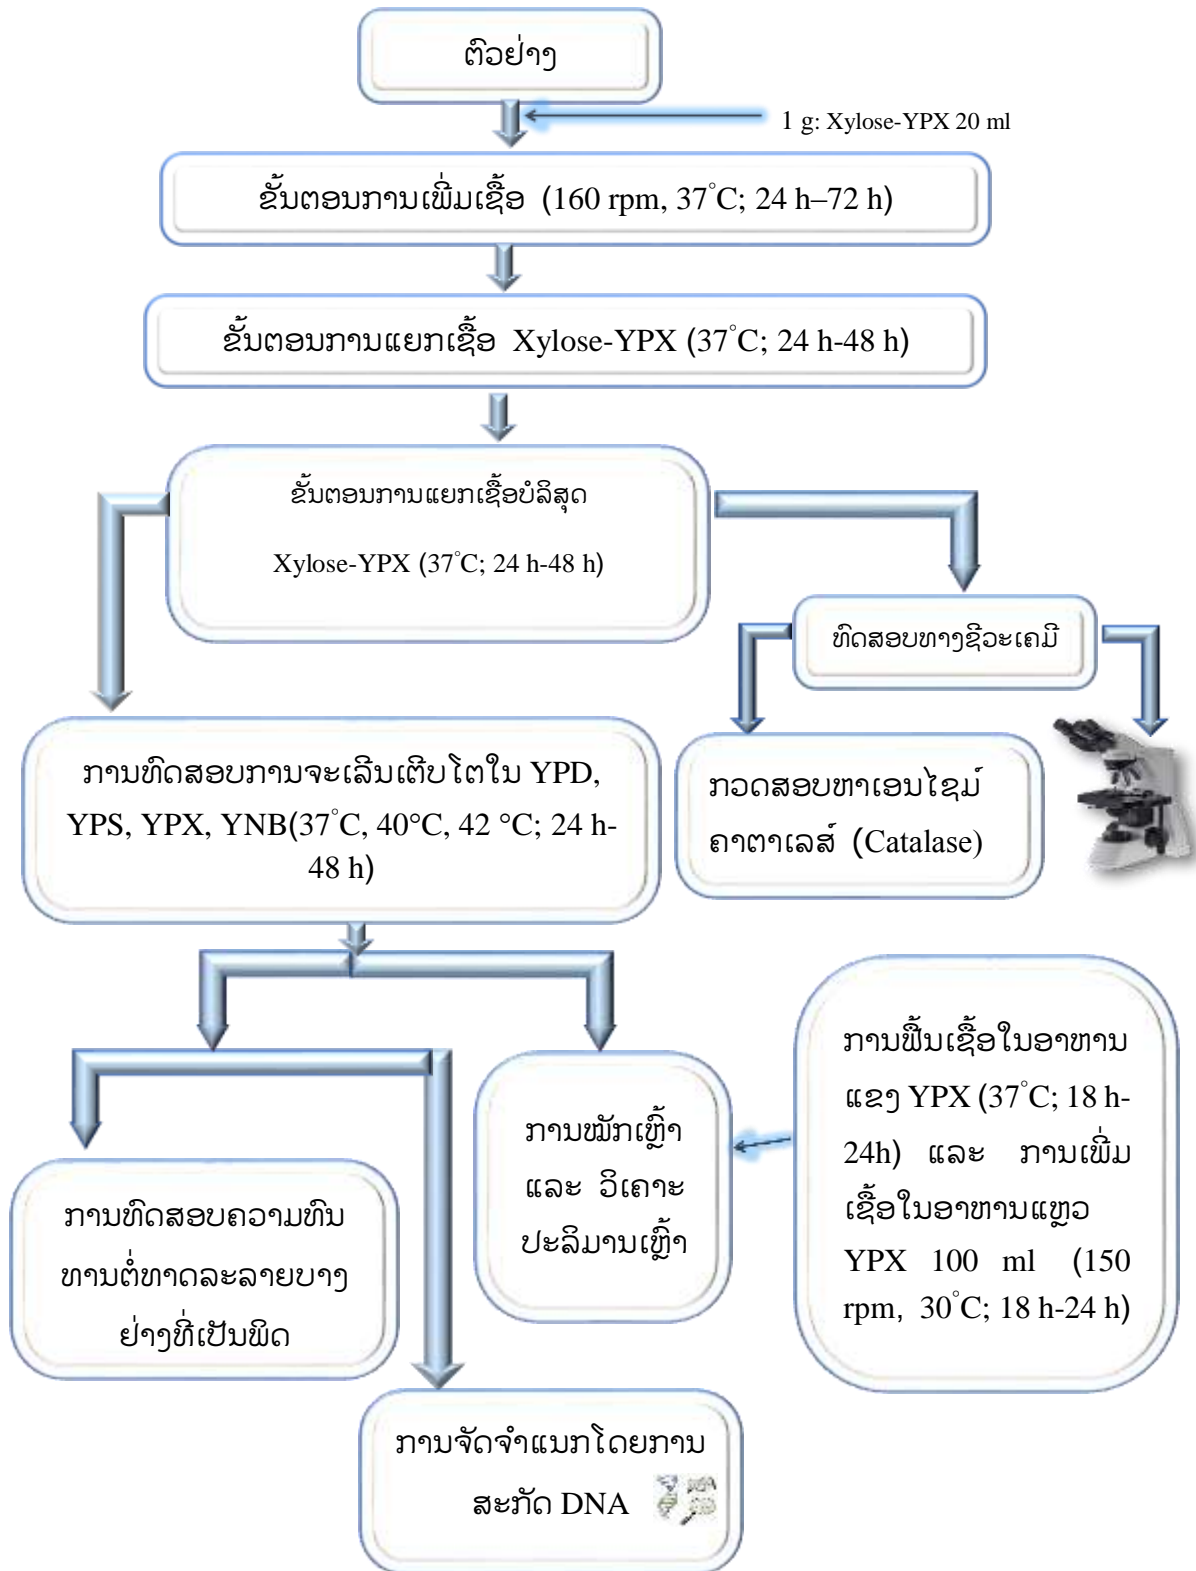 ຕົວຢ່າງ
1 g: Xylose-YPX 20 ml
ຂັ້ນຕອນການເພີ່ມເຊື້ອ (160 rpm, 37°C; 24 h–72 h)
ຂັ້ນຕອນການແຍກເຊື້ອ Xylose-YPX (37°C; 24 h-48 h)
ຂັ້ນຕອນການແຍກເຊື້ອບໍລິສຸດ
Xylose-YPX (37°C; 24 h-48 h)
ທົດສອບທາງຊີວະເຄມີ
ການທົດສອບການຈະເລີນເຕີບໂຕໃນ YPD,
YPS, YPX, YNB(37°C, 40°C, 42 °C; 24 h-
48 h)
ກວດສອບຫາເອນໄຊມ໌
ຄາຕາເລສ໌ (Catalase)
ການຟື້ນເຊື້ອໃນອາຫານ
ແຂງ YPX (37°C; 18 h-
24h) ແລະ ການເພີ່ມ
ເຊື້ອໃນອາຫານແຫຼວ
YPX 100 ml (150
rpm, 30°C; 18 h-24 h)
ການໝັກເຫຼົ້າ
ແລະ ວິເຄາະ
ປະລິມານເຫຼົ້າ
ການທົດສອບຄວາມທົນ
ທານຕໍ່ທາດລະລາຍບາງ
ຢ່າງທີ່ເປັນພິດ
ການຈັດຈຳແນກໂດຍການ
ສະກັດ DNA